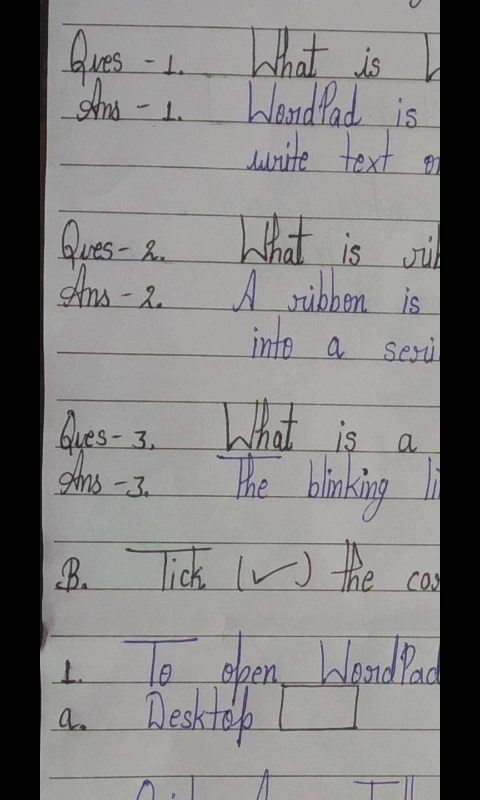 Ques - 1. What is
Ans - 1. WordPad is
write text
Ques - 2. What is
Ans - 2. A ribbon is
into a
Ques - 3. What is a
Ans - 3. The blinking
B. Tick (✓) the
1. To open WordPad
a. Desktop